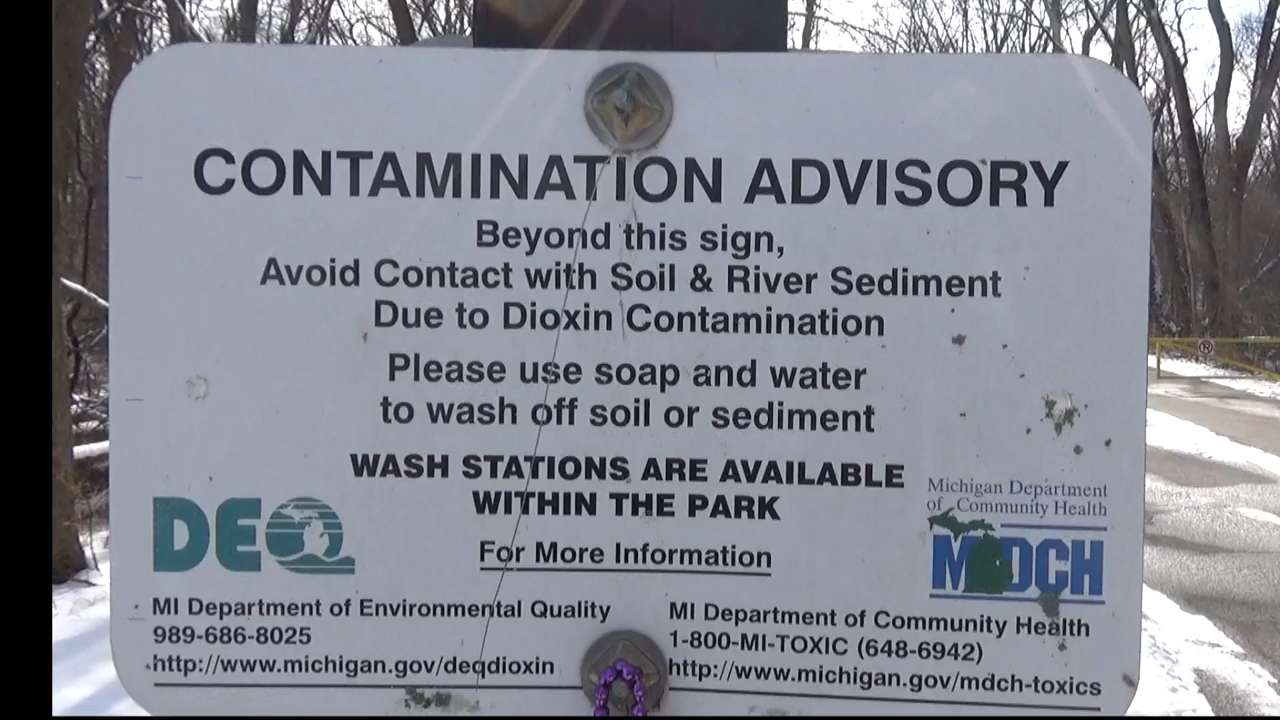 CONTAMINATION ADVISORY
Beyond this sign,
Avoid Contact with Soil & River Sediment
Due to Dioxin Contamination
Please use soap and water
to wash off soil or sediment
WASH STATIONS ARE AVAILABLE
WITHIN THE PARK
DEQ
For More Information
Michigan Department
of Community Health
MDCH
MI Department of Environmental Quality
989-686-8025
http://www.michigan.gov/deqdioxin
MI Department of Community Health
1-800-MI-TOXIC (648-6942)
http://www.michigan.gov/mdch-toxics